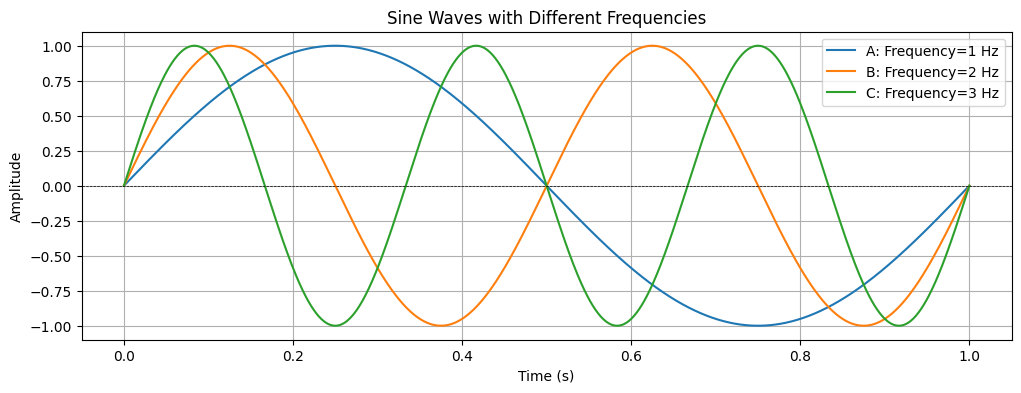 Sine Waves with Different Frequencies
1.00
0.75
0.50
0.25
0.00
−0.25
−0.50
−0.75
−1.00
Amplitude
A: Frequency=1 Hz
B: Frequency=2 Hz
C: Frequency=3 Hz
0.0 0.2 0.4 0.6 0.8 1.0
Time (s)